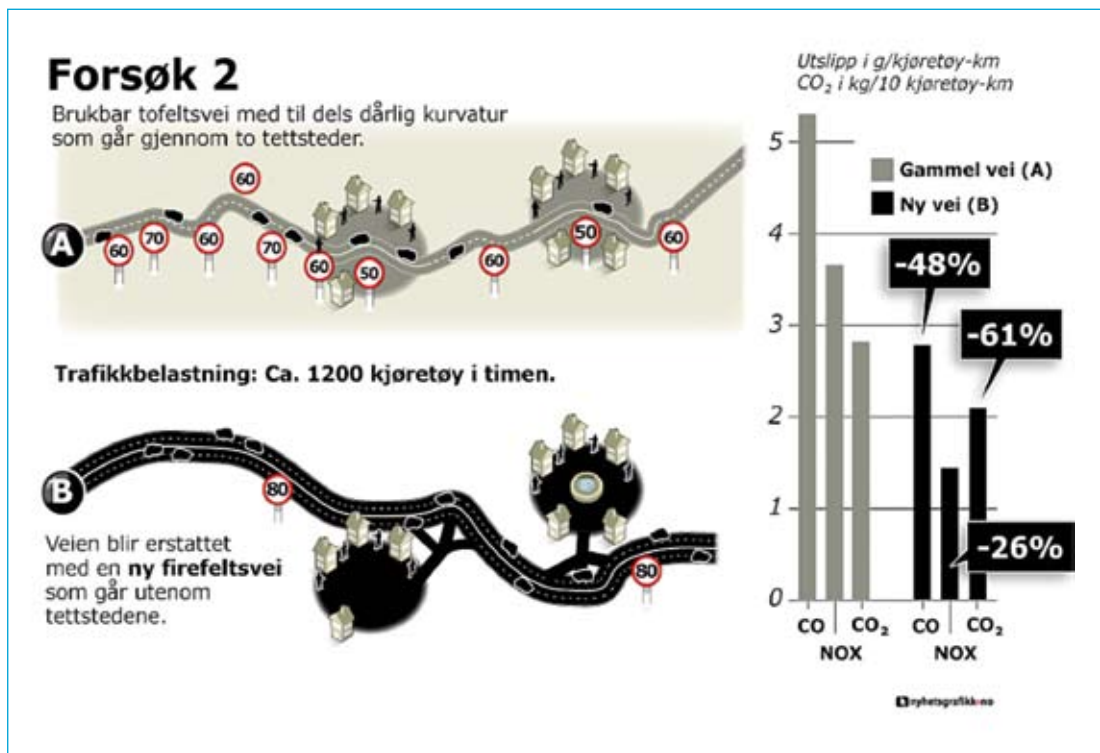 Forsøk 2
Brukbar tofeltsvei med til dels dårlig kurvatur
som går gjennom to tettsteder.
60
A
60
70
60
70
60
50
60
50
60
Trafikkbelastning: Ca. 1200 kjøretøy i timen.
B
80
80
Veien blir erstattet
med en ny firefeltsvei
som går utenom
tettstedene.
Utslipp i g/kjøretøy-km
CO₂ i kg/10 kjøretøy-km
5
4
3
2
1
0
Gammel vei (A)
Ny vei (B)
-48%
-61%
-26%
CO CO₂ CO CO₂
NOX NOX
nyhetsgrafikk.no